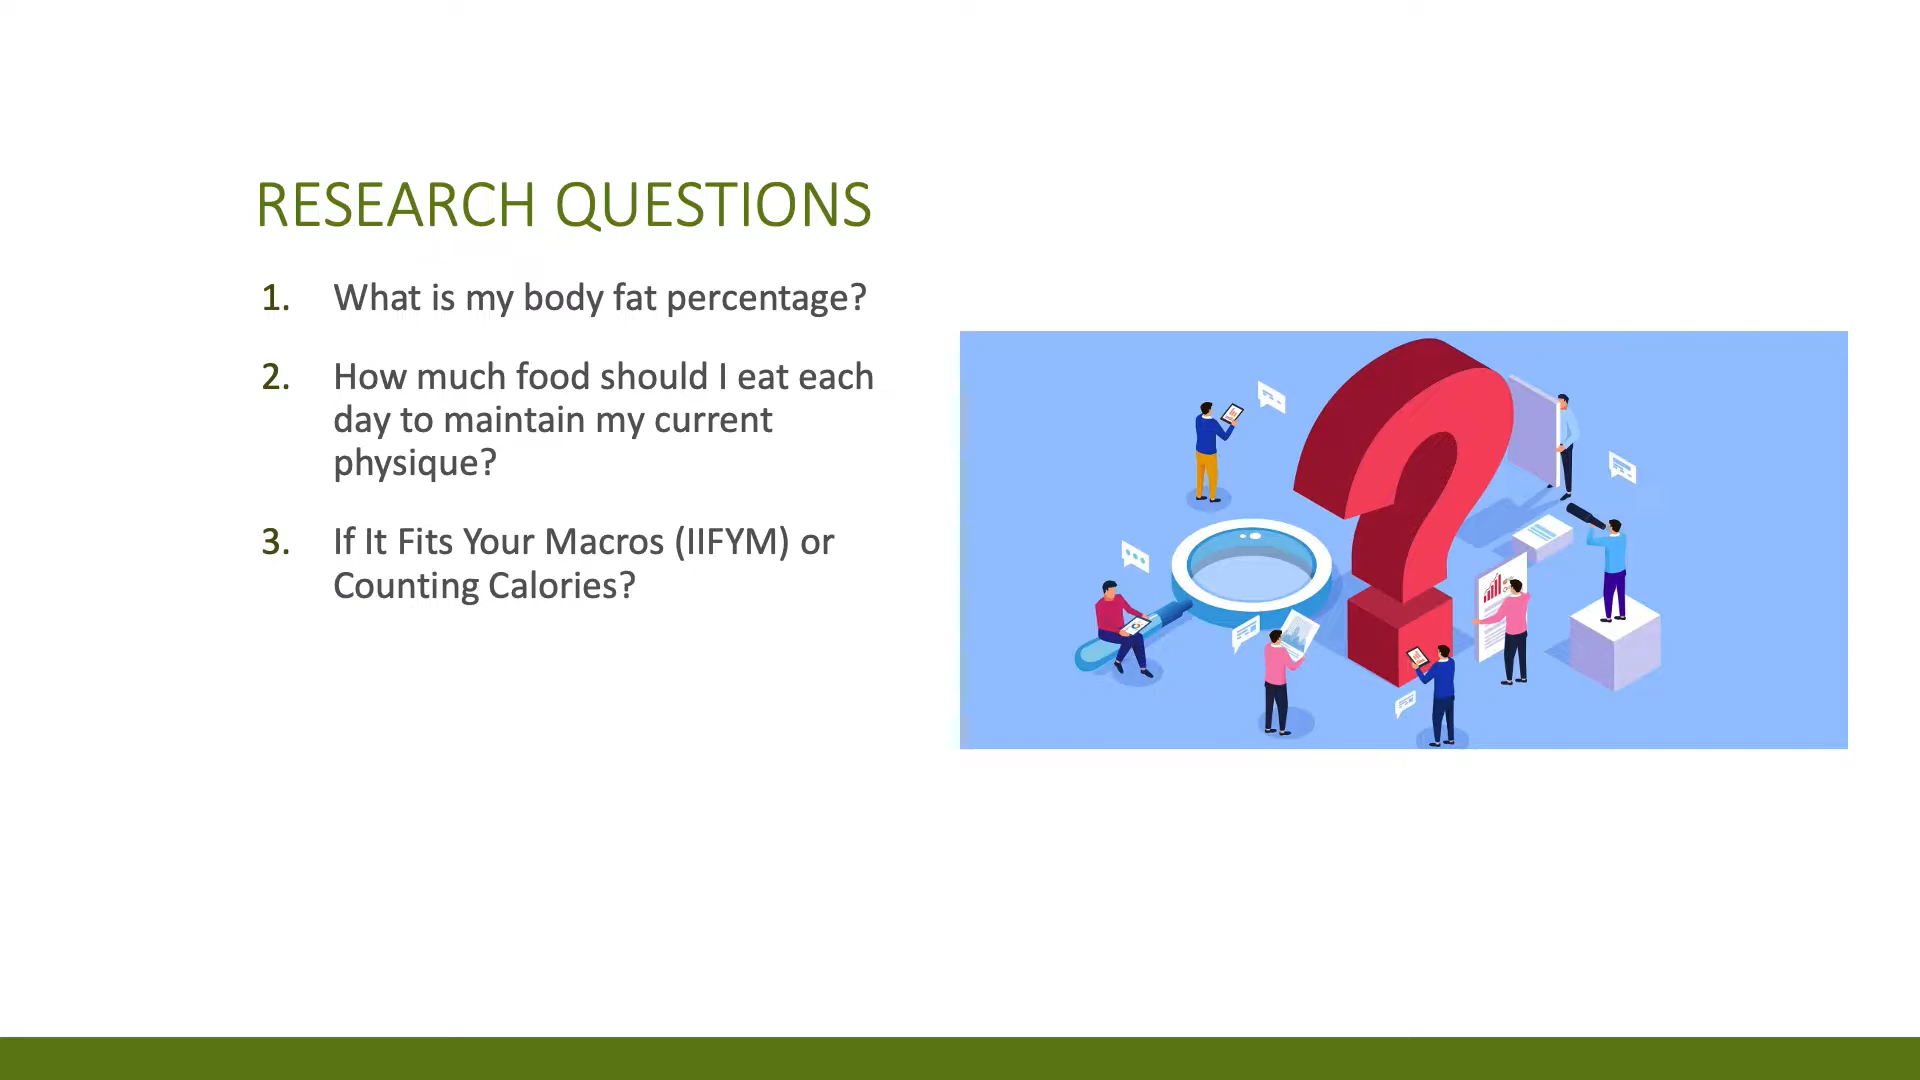 RESEARCH QUESTIONS
1. What is my body fat percentage?
2. How much food should I eat each
day to maintain my current
physique?
3. If It Fits Your Macros (IIFYM) or
Counting Calories?